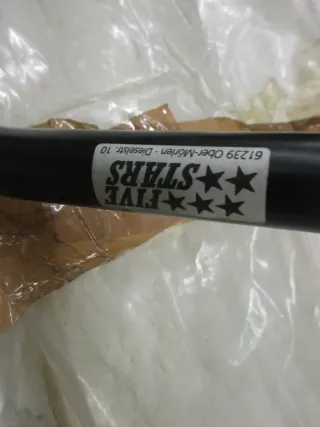 FIVE
STARS
61239 Ober-Mörlen - Dieselstr. 10